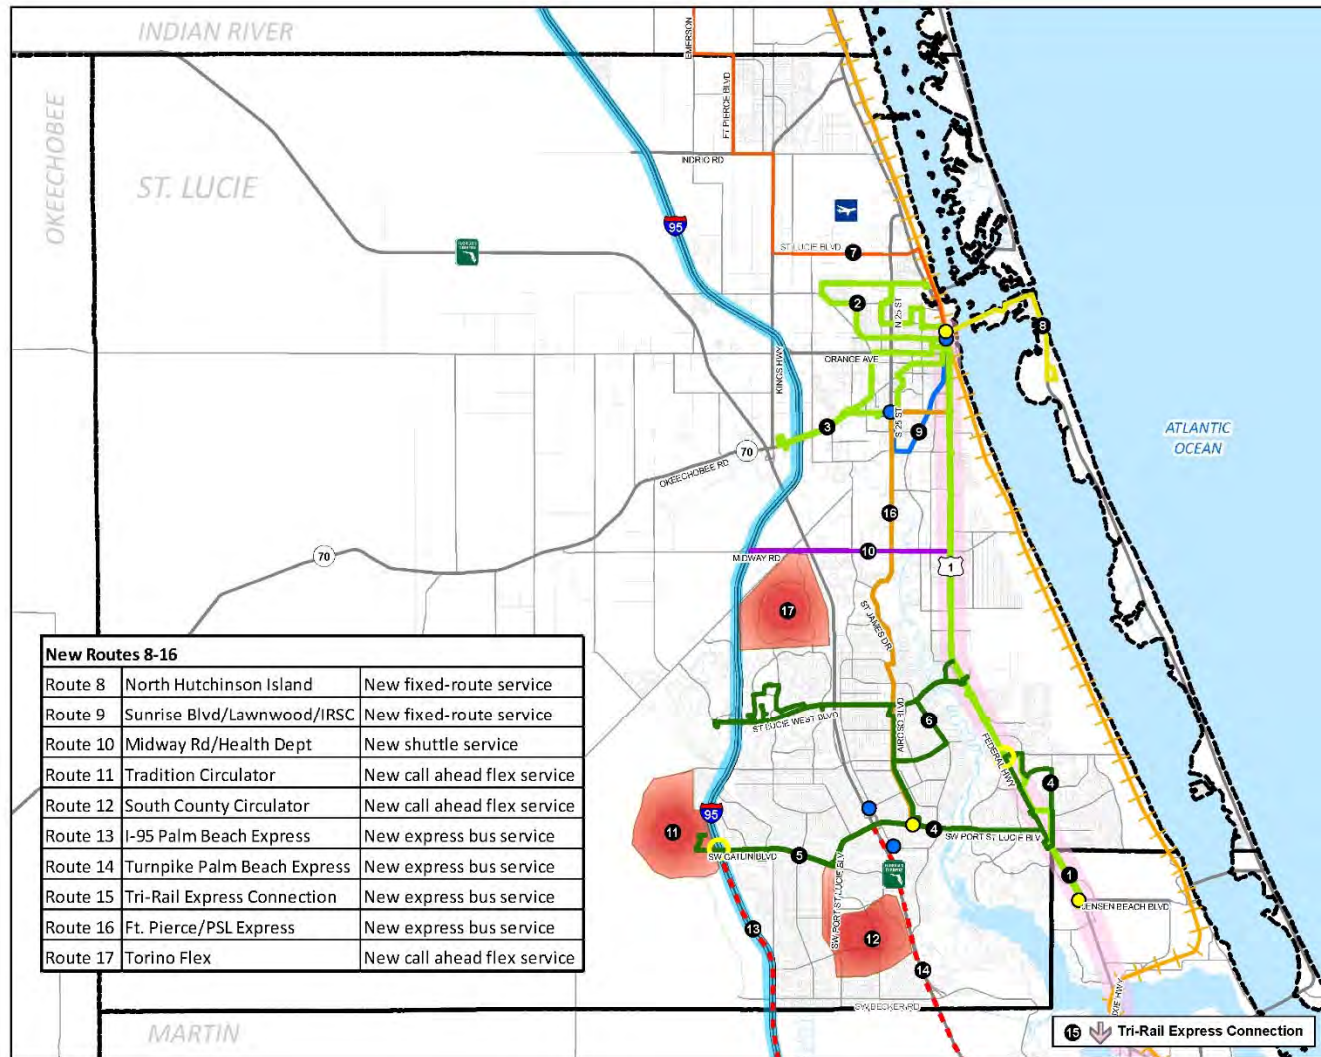 INDIAN RIVER
OKEECHOBEE
ST. LUCIE
EMERSON
FT PIERCE BLVD
INDRIO RD
95
ST LUCIE BLVD
7
2
N 25 ST
8
ORANGE AVE
KINGS HWY
3
S 25 ST
9
70
OKEECHOBEE RD
ATLANTIC
OCEAN
16
70
MIDWAY RD
10
1
17
ST JAMES DR
New Routes 8-16
Route 8 North Hutchinson Island New fixed-route service
Route 9 Sunrise Blvd/Lawnwood/IRSC New fixed-route service
Route 10 Midway Rd/Health Dept New shuttle service
Route 11 Tradition Circulator New call ahead flex service
Route 12 South County Circulator New call ahead flex service
Route 13 I-95 Palm Beach Express New express bus service
Route 14 Turnpike Palm Beach Express New express bus service
Route 15 Tri-Rail Express Connection New express bus service
Route 16 Ft. Pierce/PSL Express New express bus service
Route 17 Torino Flex New call ahead flex service
ST LUCIE WEST BLVD
AIROSO BLVD
6
FEDERAL HWY
4
95
11
SW GATLIN BLVD
5
4
SW PORT ST LUCIE BLV
SW PORT ST LUCIE BLV
1
JENSEN BEACH BLVD
13
12
14
SW BECKER RD
DIXIE HWY
MARTIN
15 Tri-Rail Express Connection